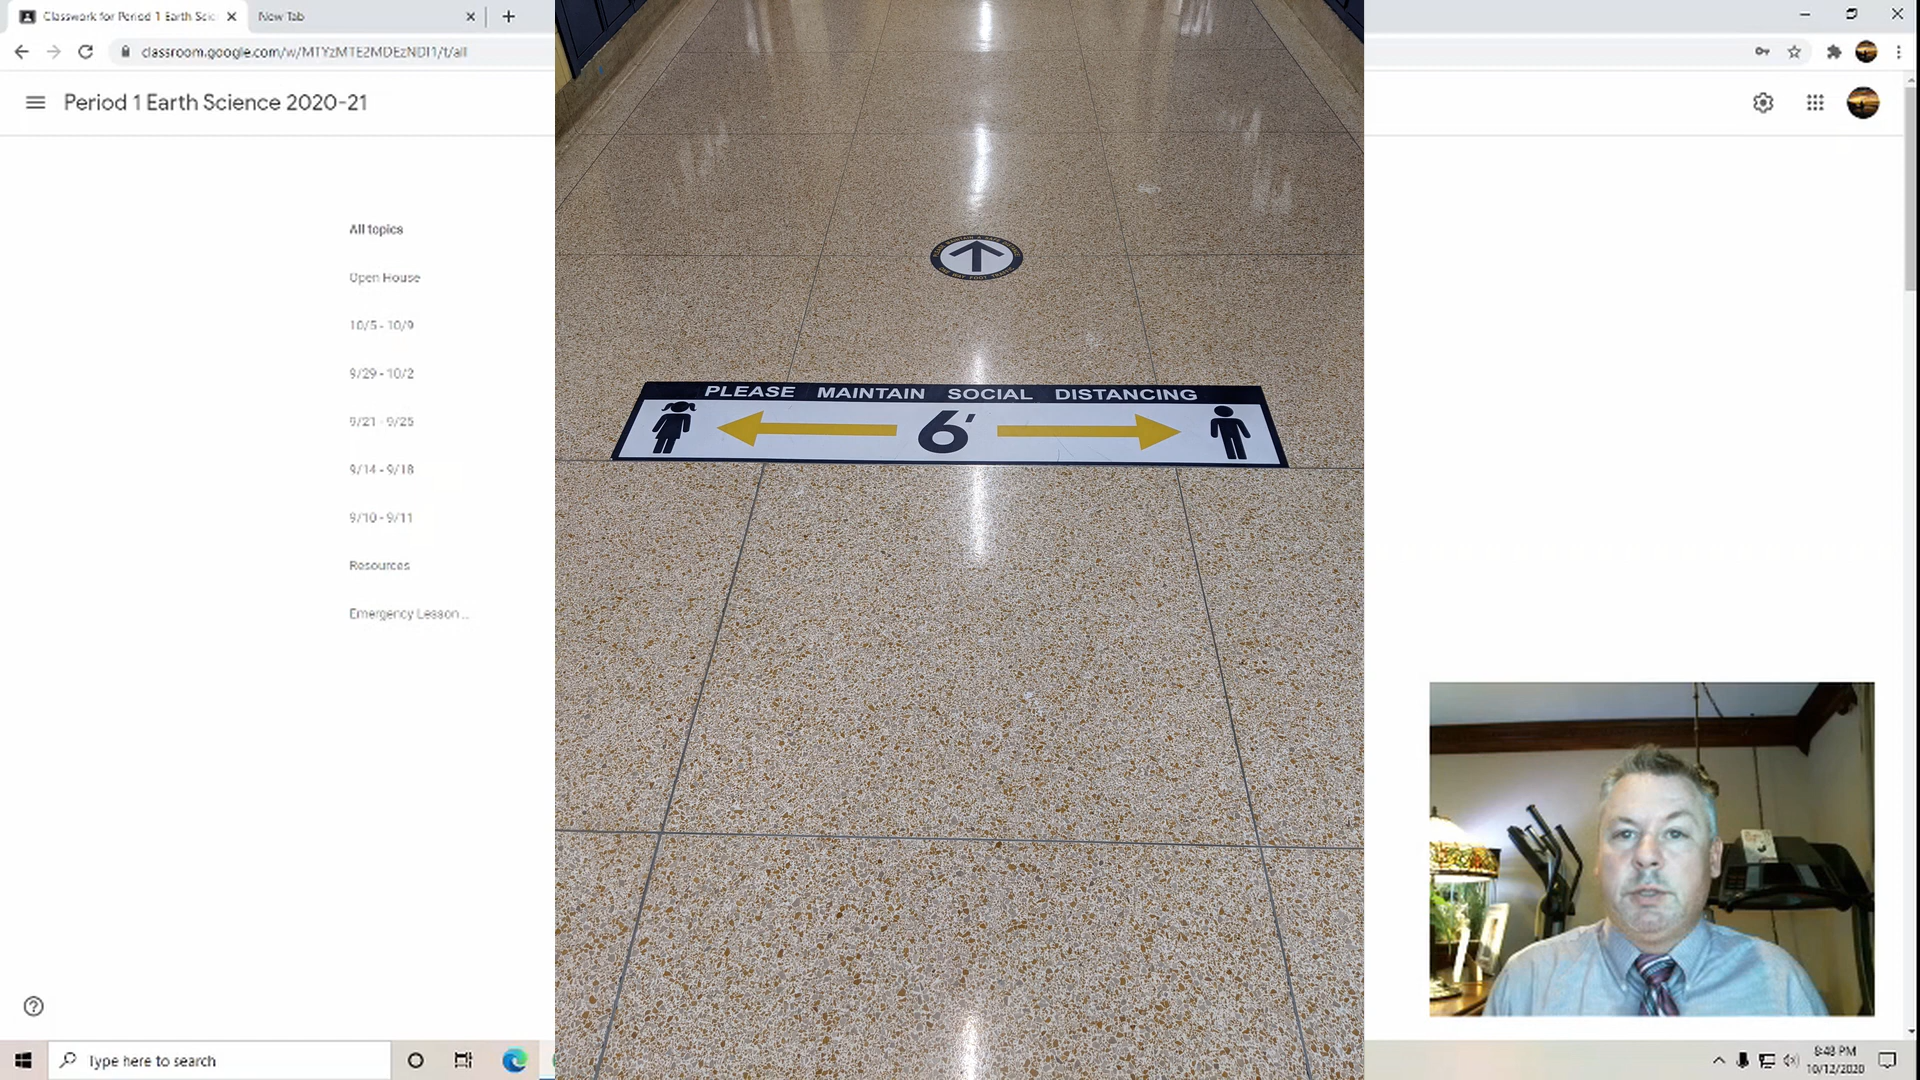 Classwork for Period 1 Earth Scie
New Tab
classroom.google.com/w/MTYzMTE2MDEzNDI1/t/all
Period 1 Earth Science 2020-21
All topics
Open House
10/5 - 10/9
9/29 - 10/2
9/21 - 9/25
9/14 - 9/18
9/10 - 9/11
Resources
Emergency Lesson ...
PLEASE MAINTAIN SOCIAL DISTANCING
6'
Type here to search
8:48 PM
10/12/2020